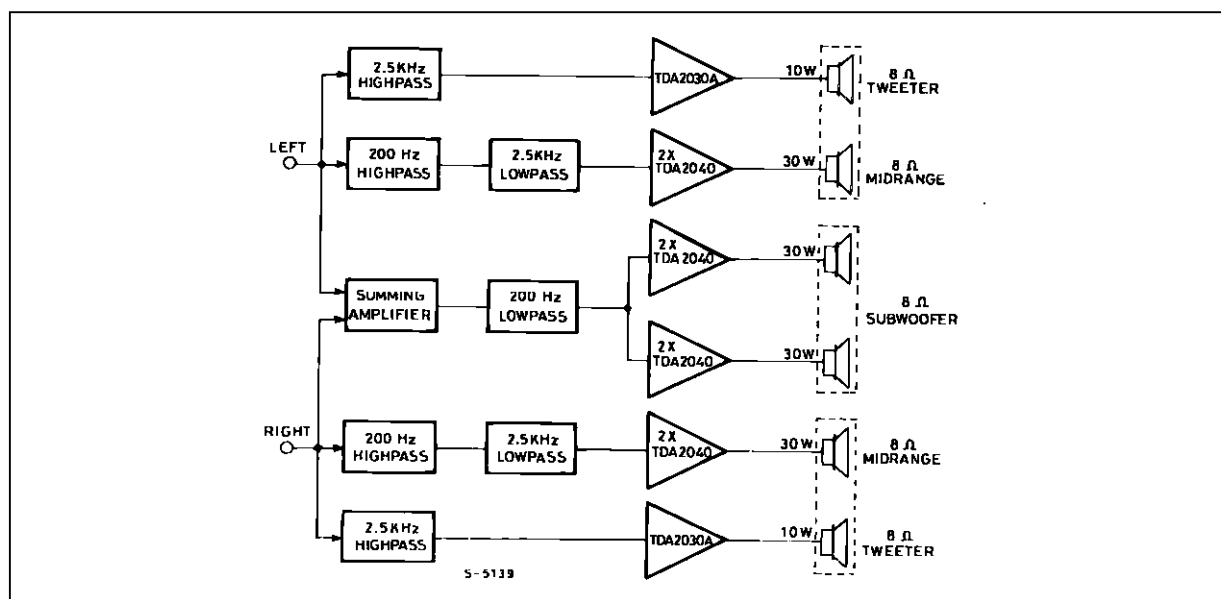 2.5KHz
HIGHPASS
TDA2030A
10W
8 Ω
TWEETER
LEFT
200 Hz
HIGHPASS
2.5KHz
LOWPASS
2X
TDA2040
30W
8 Ω
MIDRANGE
2X
TDA2040
30W
SUMMING
AMPLIFIER
200 Hz
LOWPASS
8 Ω
SUBWOOFER
2X
TDA2040
30W
RIGHT
200 Hz
HIGHPASS
2.5KHz
LOWPASS
2X
TDA2040
30W
8 Ω
MIDRANGE
2.5KHz
HIGHPASS
TDA2030A
10W
8 Ω
TWEETER
S-5139